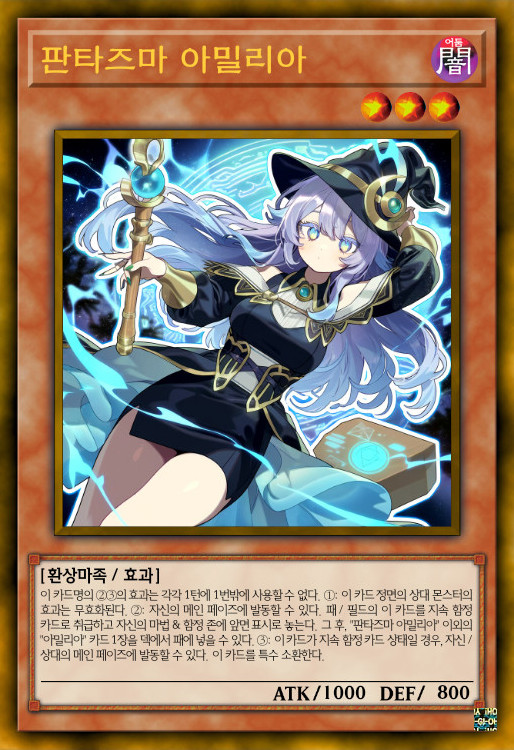 판타즈마 아밀리아
어둠
闇
[환상마족 / 효과]
이 카드명의 ②③의 효과는 각각 1턴에 1번밖에 사용할 수 없다. ①: 이 카드 정면의 상대 몬스터의
효과는 무효화된다. ②: 자신의 메인 페이즈에 발동할 수 있다. 패 / 필드의 이 카드를 지속 함정
카드로 취급하고 자신의 마법 & 함정 존에 앞면 표시로 놓는다. 그 후, "판타즈마 아밀리아" 이외의
"아밀리아" 카드 1장을 덱에서 패에 넣을 수 있다. ③: 이 카드가 지속 함정 카드 상태일 경우, 자신 /
상대의 메인 페이즈에 발동할 수 있다. 이 카드를 특수 소환한다.
ATK/1000 DEF/ 800